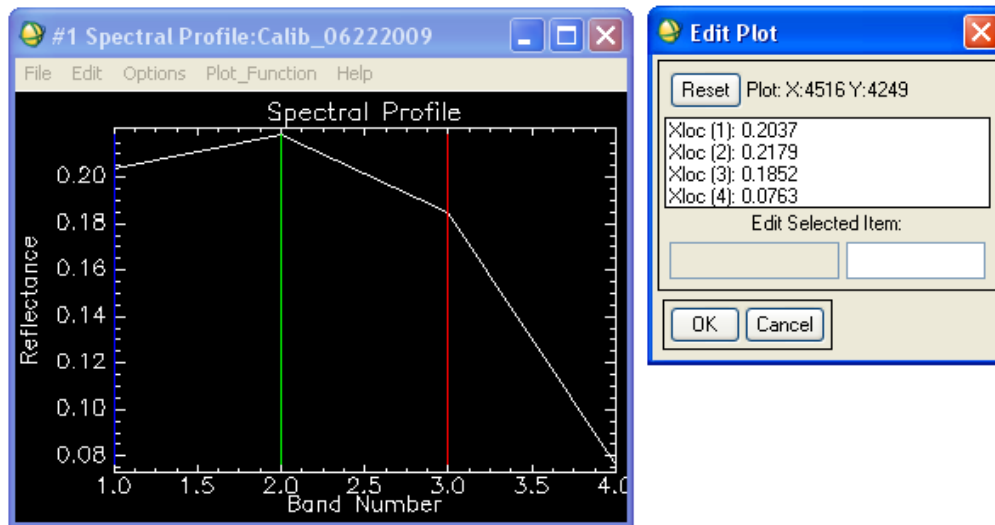 #1 Spectral Profile:Calib_06222009
File Edit Options Plot_Function Help
Spectral Profile
Reflectance
0.20
0.18
0.16
0.14
0.12
0.10
0.08
1.0 1.5 2.0 2.5 3.0 3.5 4.0
Band Number
Edit Plot
Reset Plot: X:4516 Y:4249
Xloc (1): 0.2037
Xloc (2): 0.2179
Xloc (3): 0.1852
Xloc (4): 0.0763
Edit Selected Item:
OK Cancel